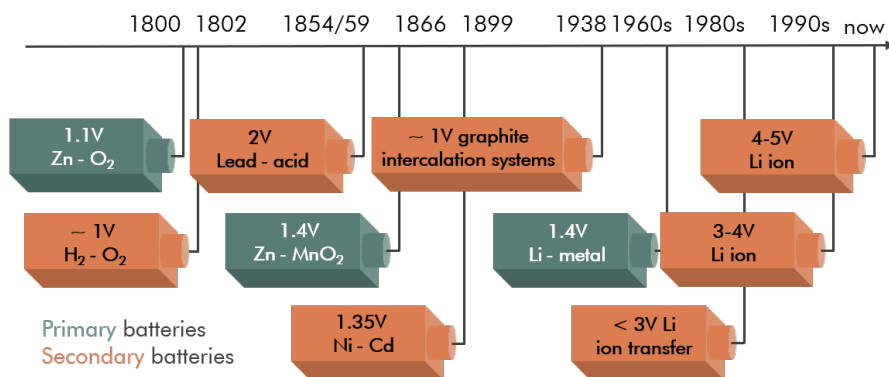 1800 1802 1854/59 1866 1899 1938 1960s 1980s 1990s now
1.1V
Zn - O₂
2V
Lead - acid
~ 1V graphite
intercalation systems
4-5V
Li ion
~ 1V
H₂ - O₂
1.4V
Zn - MnO₂
1.4V
Li - metal
3-4V
Li ion
1.35V
Ni - Cd
< 3V Li
ion transfer
Primary batteries
Secondary batteries